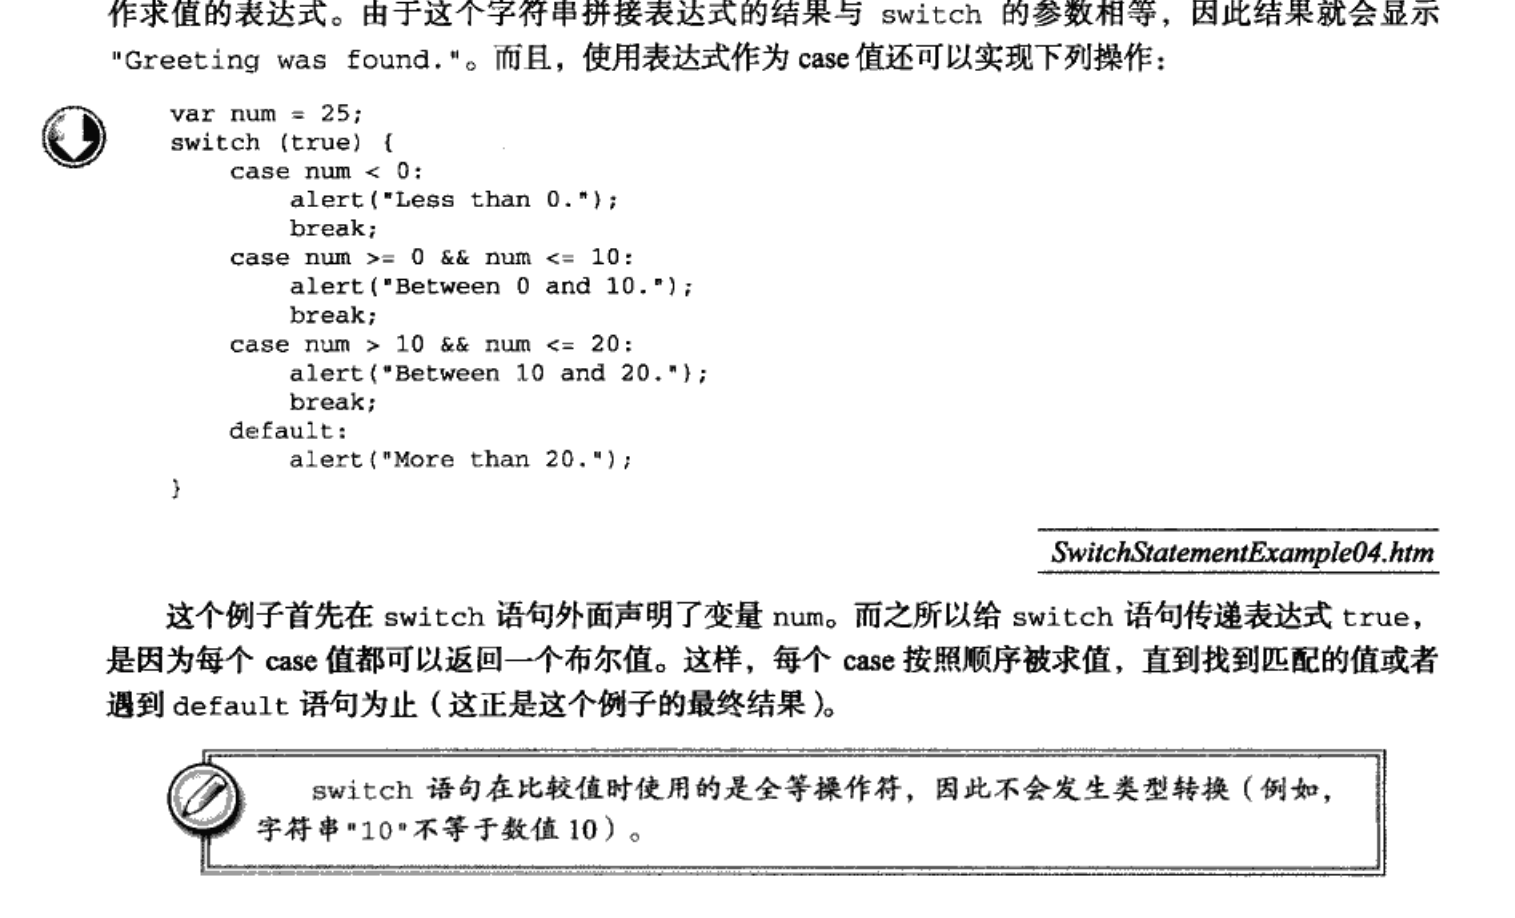 作求值的表达式。由于这个字符串拼接表达式的结果与 switch 的参数相等，因此结果就会显示
"Greeting was found."。而且，使用表达式作为 case 值还可以实现下列操作：
var num = 25;
switch (true) {
    case num < 0:
        alert("Less than 0.");
        break;
    case num >= 0 && num <= 10:
        alert("Between 0 and 10.");
        break;
    case num > 10 && num <= 20:
        alert("Between 10 and 20.");
        break;
    default:
        alert("More than 20.");
}
SwitchStatementExample04.htm
这个例子首先在 switch 语句外面声明了变量 num。而之所以给 switch 语句传递表达式 true，
是因为每个 case 值都可以返回一个布尔值。这样，每个 case 按照顺序被求值，直到找到匹配的值或者
遇到 default 语句为止（这正是这个例子的最终结果）。
switch 语句在比较值时使用的是全等操作符，因此不会发生类型转换（例如，
字符串"10"不等于数值 10）。